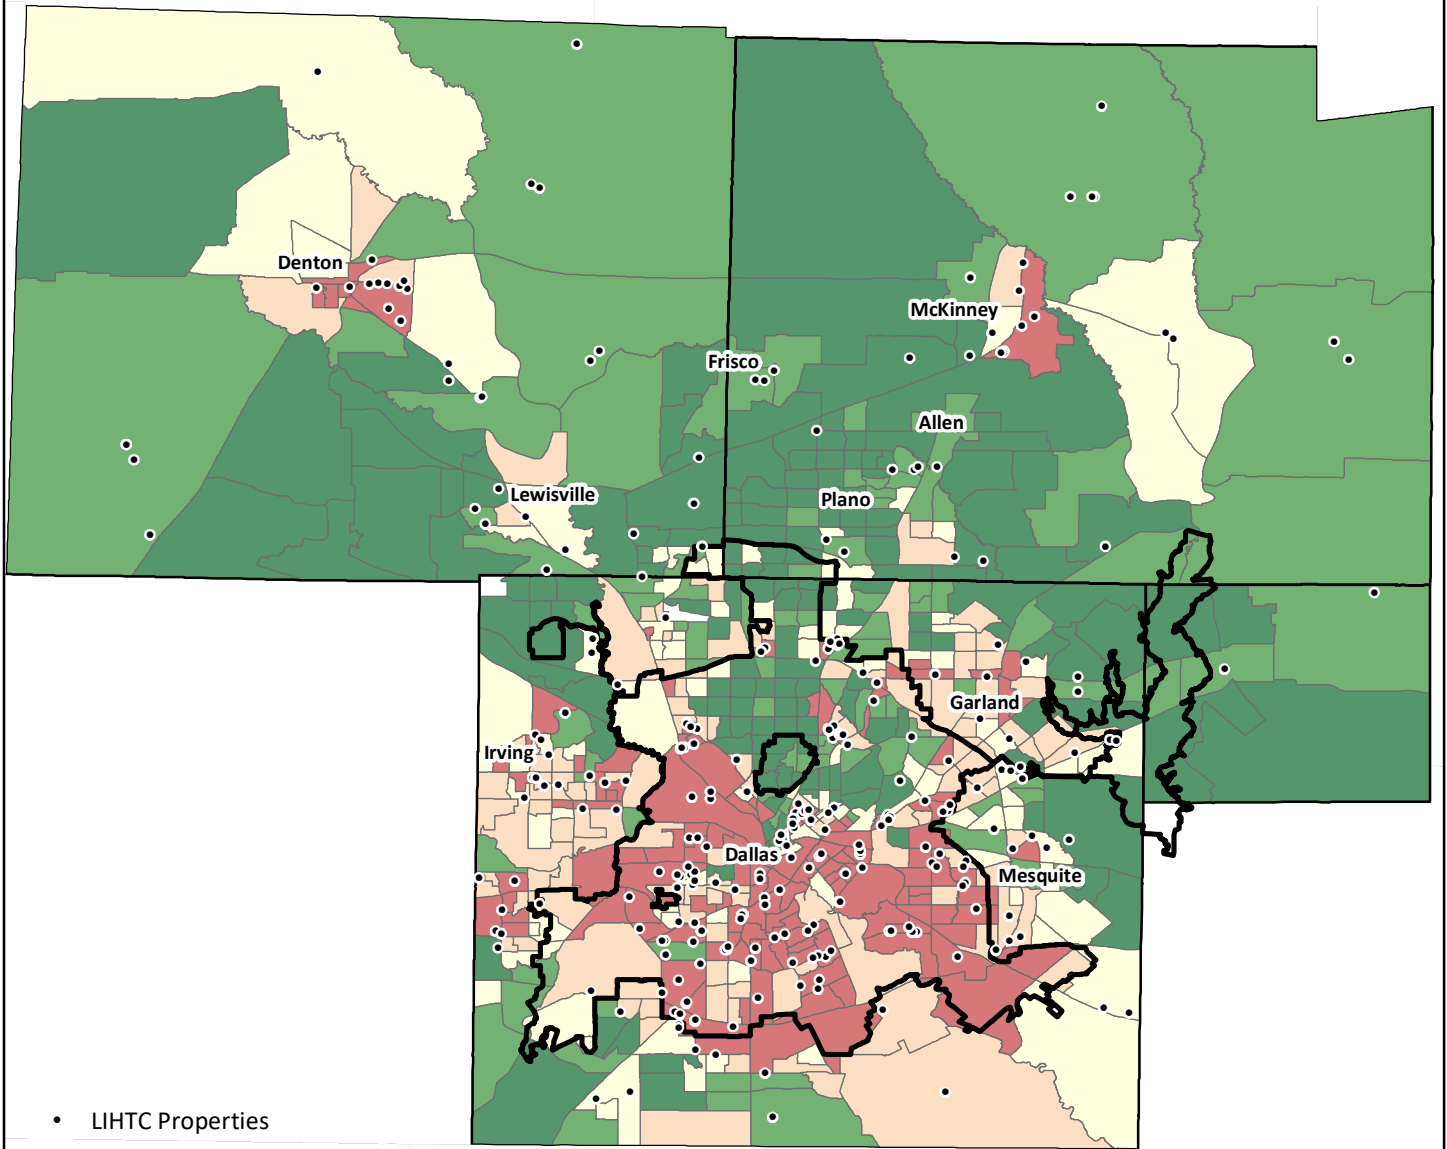 Denton
McKinney
Frisco
Allen
Lewisville
Plano
Garland
Irving
Dallas
Mesquite
LIHTC Properties